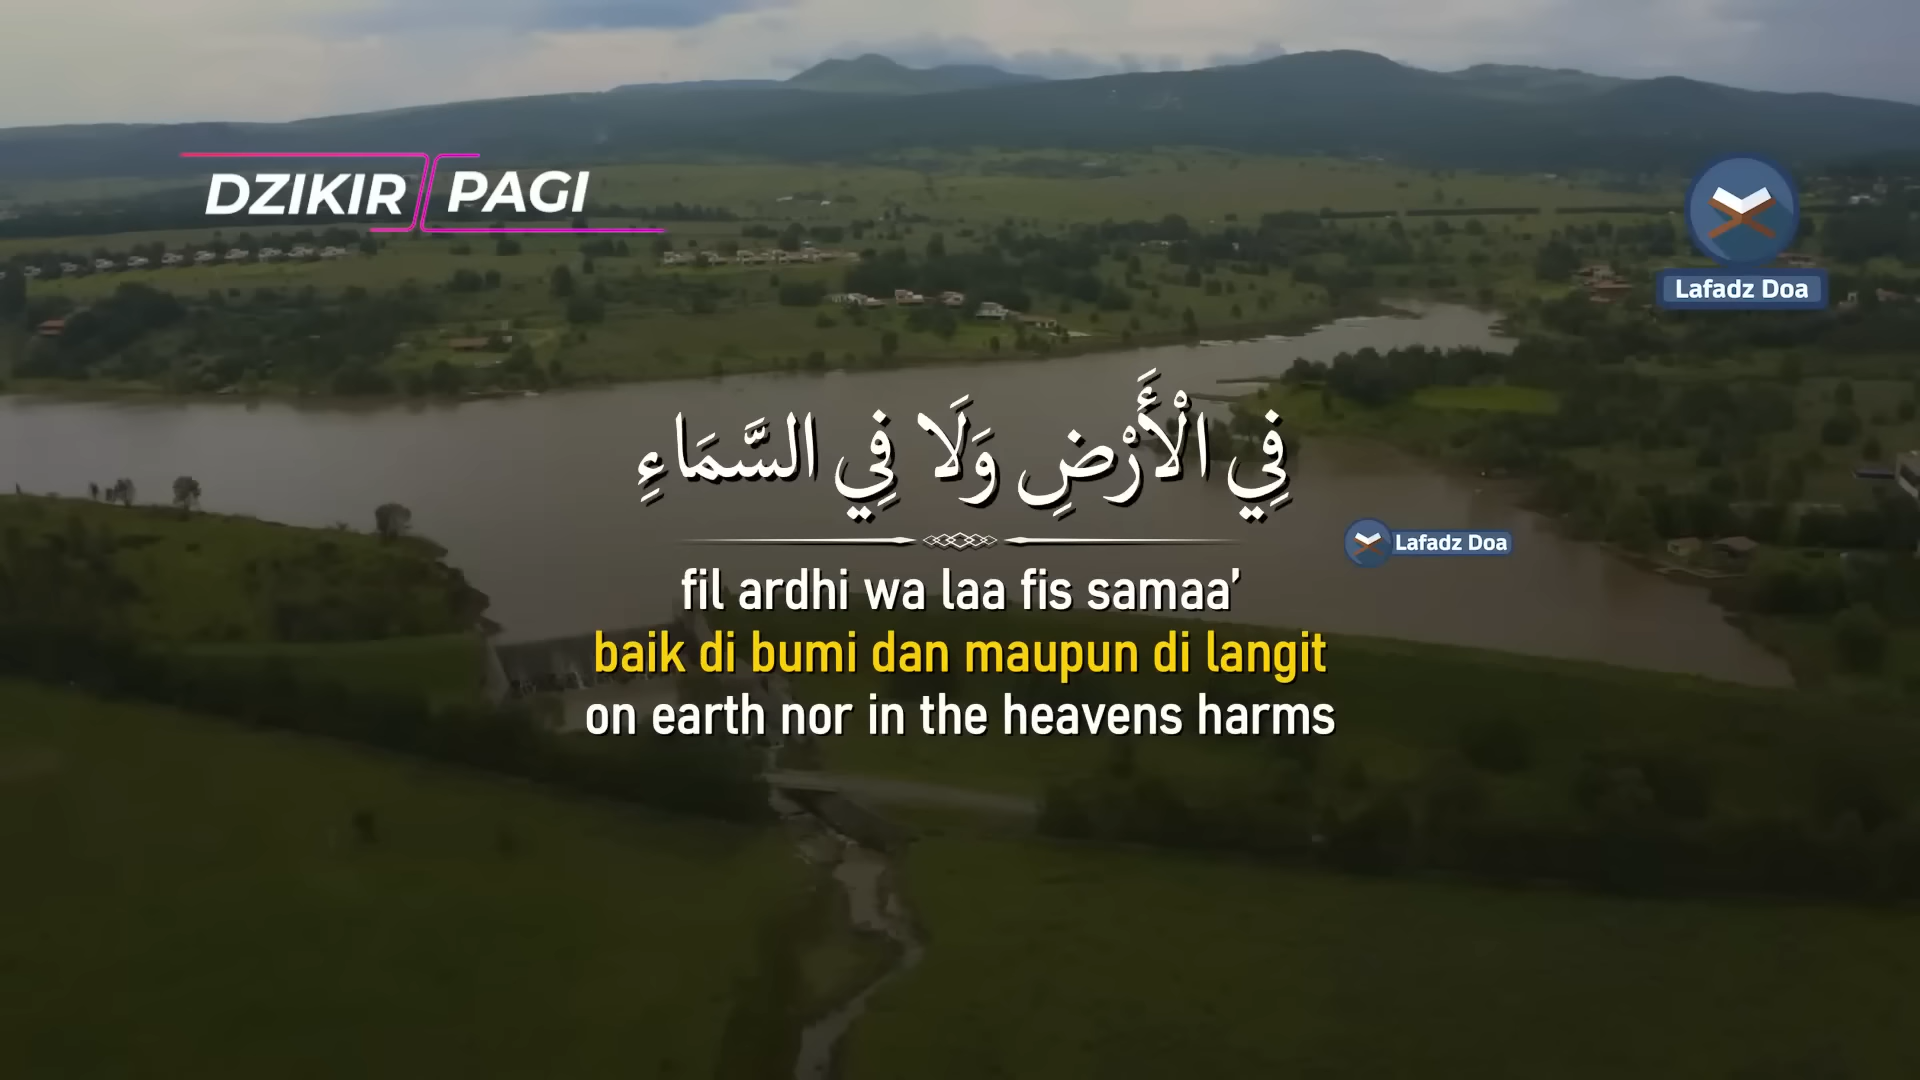 DZIKIR PAGI
Lafadz Doa
فِي الْأَرْضِ وَلَا فِي السَّمَاءِ
Lafadz Doa
fil ardhi wa laa fis samaa’
baik di bumi dan maupun di langit
on earth nor in the heavens harms